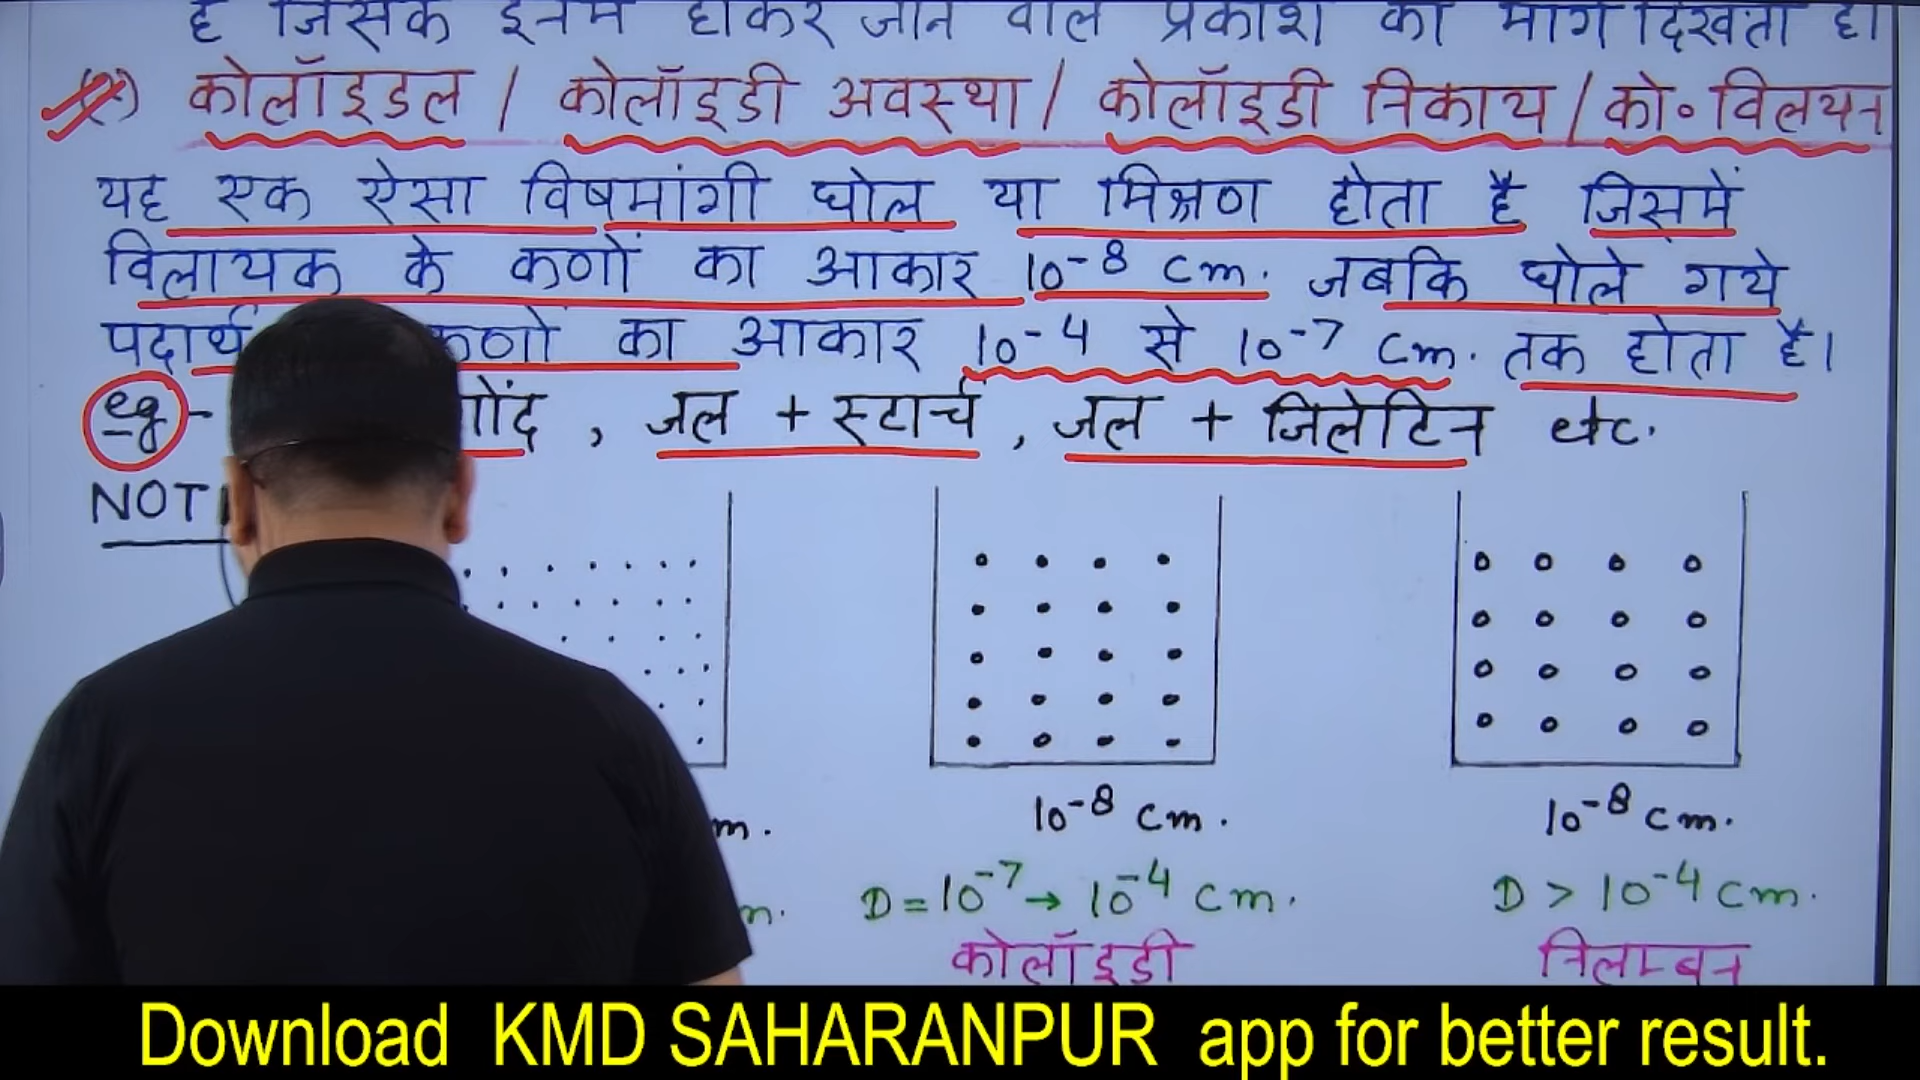 है जिसके इनमें होकर जाने वाले प्रकाश का मार्ग दिखता है।
कोलॉइडल / कोलॉइडी अवस्था / कोलॉइडी निकाय / को॰ विलयन
यह एक ऐसा विषमांगी घोल या मिश्रण होता है जिसमें
विलायक के कणों का आकार 10⁻⁸ cm. जबकि घोले गये
पदार्थ कणों का आकार 10⁻⁴ से 10⁻⁷ cm. तक होता है।
eg- गोंद , जल + स्टार्च , जल + जिलेटिन etc.
NOT
m. 10⁻⁸ cm. 10⁻⁸ cm.
m. D = 10⁻⁷ → 10⁻⁴ cm. D > 10⁻⁴ cm.
कोलॉइडी निलम्बन
Download KMD SAHARANPUR app for better result.